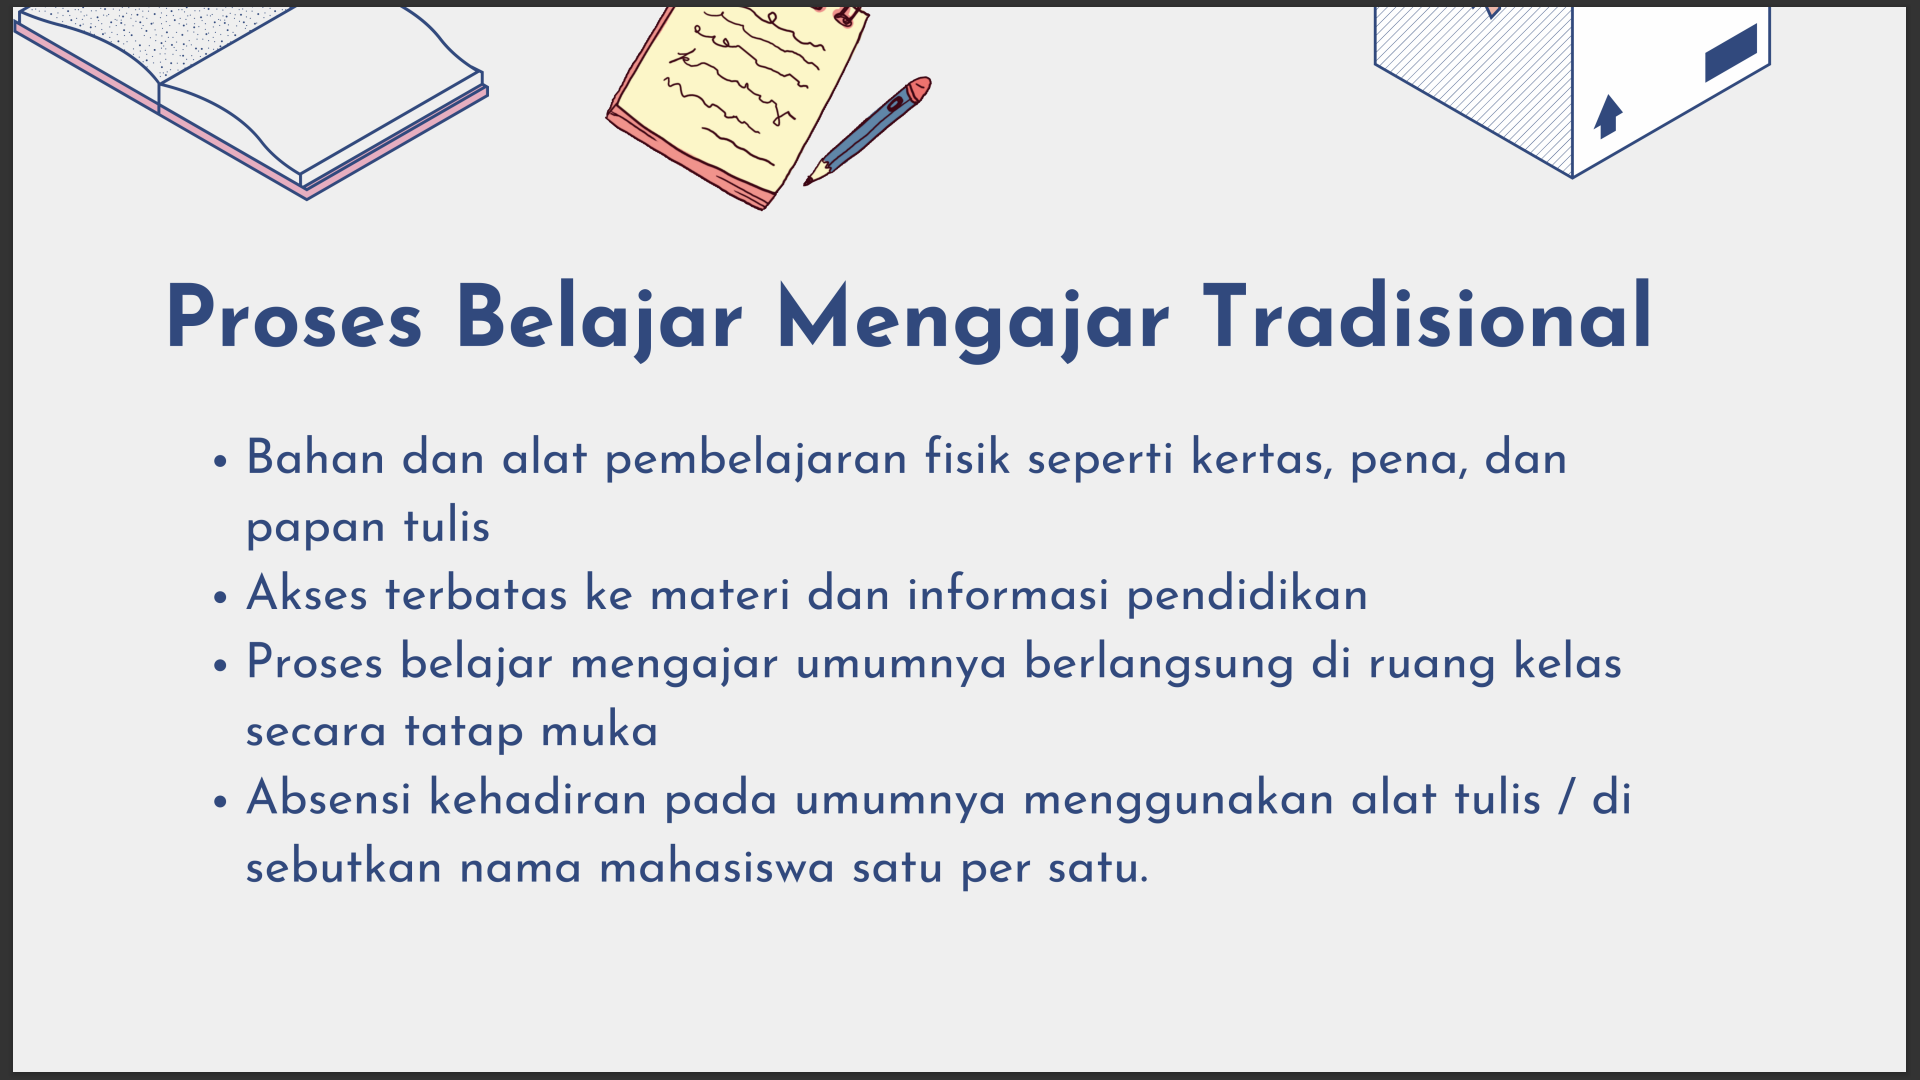 Proses Belajar Mengajar Tradisional
• Bahan dan alat pembelajaran fisik seperti kertas, pena, dan
papan tulis
• Akses terbatas ke materi dan informasi pendidikan
• Proses belajar mengajar umumnya berlangsung di ruang kelas
secara tatap muka
• Absensi kehadiran pada umumnya menggunakan alat tulis / di
sebutkan nama mahasiswa satu per satu.